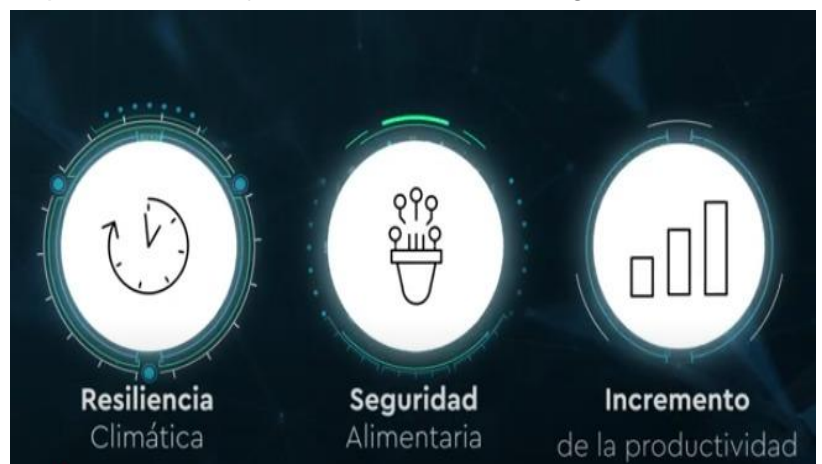 Resiliencia
Climática
Seguridad
Alimentaria
Incremento
de la productividad